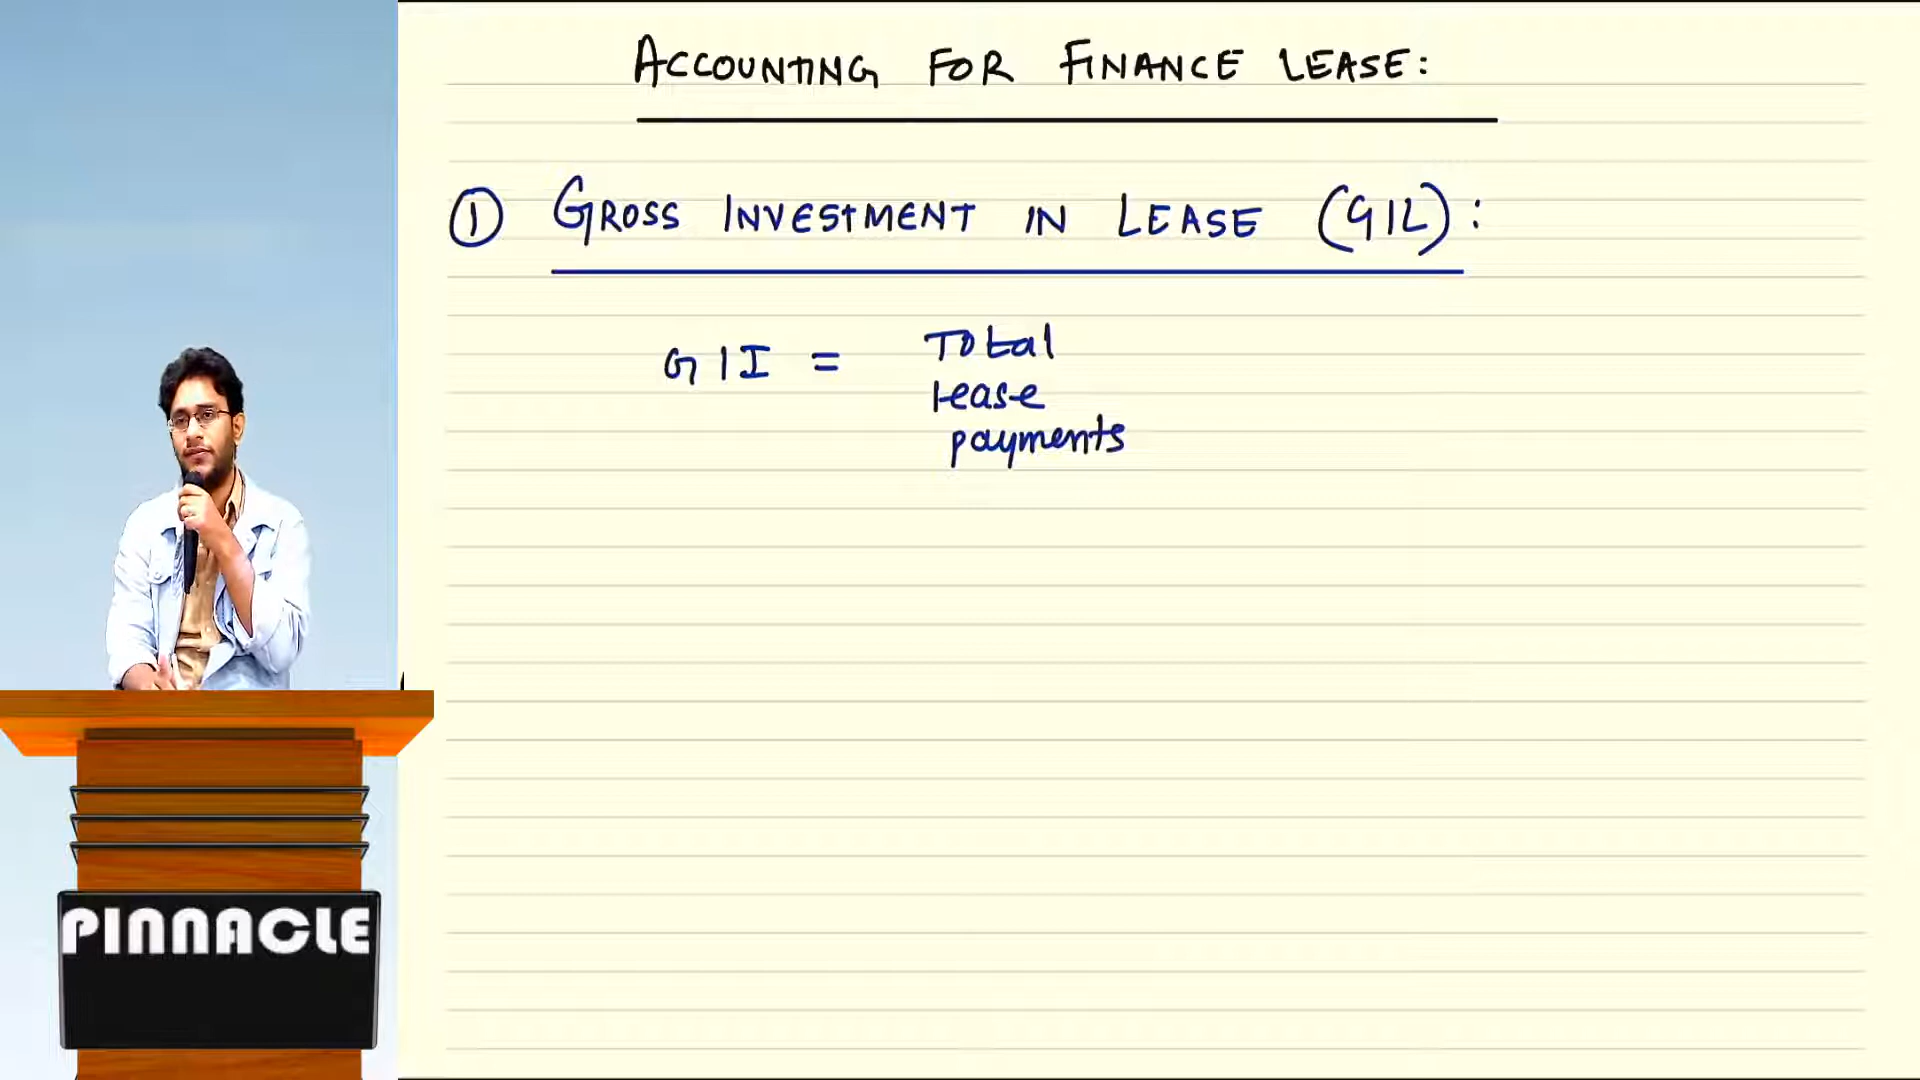 ACCOUNTING FOR FINANCE LEASE:
① GROSS INVESTMENT IN LEASE (GIL):
GII = Total
lease
payments
PINNACLE